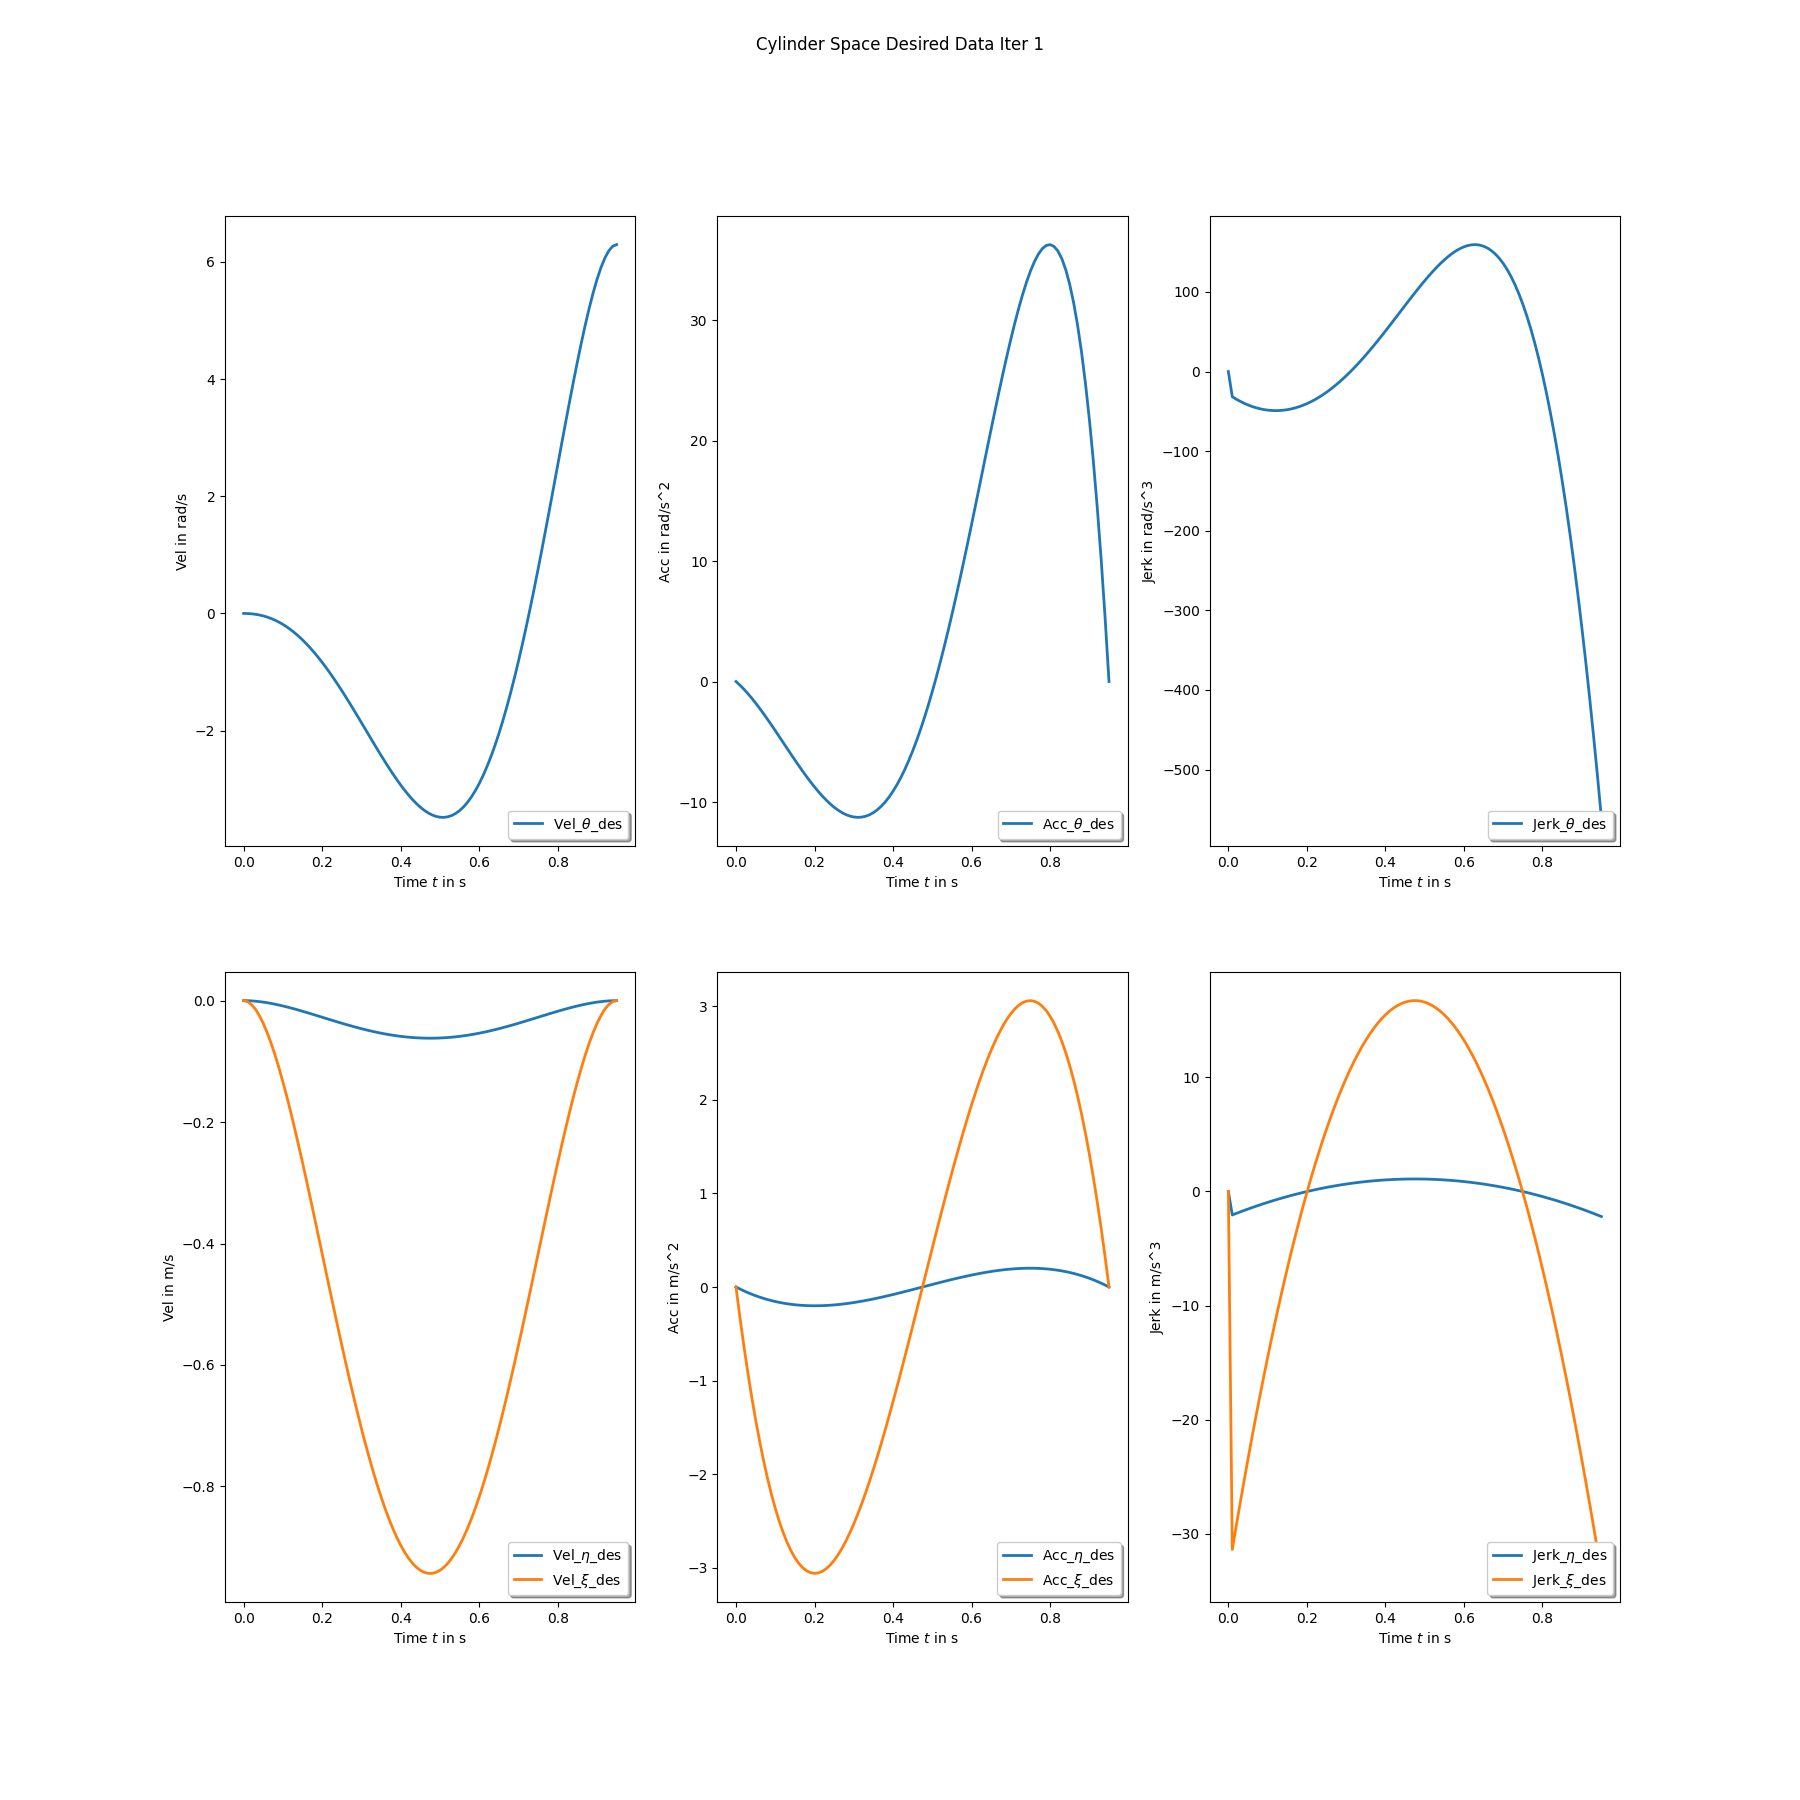 Cylinder Space Desired Data Iter 1
Vel in rad/s
6
4
2
0
−2
0.0 0.2 0.4 0.6 0.8
Time t in s
Vel_θ_des
Acc in rad/s^2
30
20
10
0
−10
0.0 0.2 0.4 0.6 0.8
Time t in s
Acc_θ_des
Jerk in rad/s^3
100
0
−100
−200
−300
−400
−500
0.0 0.2 0.4 0.6 0.8
Time t in s
Jerk_θ_des
Vel in m/s
0.0
−0.2
−0.4
−0.6
−0.8
0.0 0.2 0.4 0.6 0.8
Time t in s
Vel_η_des
Vel_ξ_des
Acc in m/s^2
3
2
1
0
−1
−2
−3
0.0 0.2 0.4 0.6 0.8
Time t in s
Acc_η_des
Acc_ξ_des
Jerk in m/s^3
10
0
−10
−20
−30
0.0 0.2 0.4 0.6 0.8
Time t in s
Jerk_η_des
Jerk_ξ_des